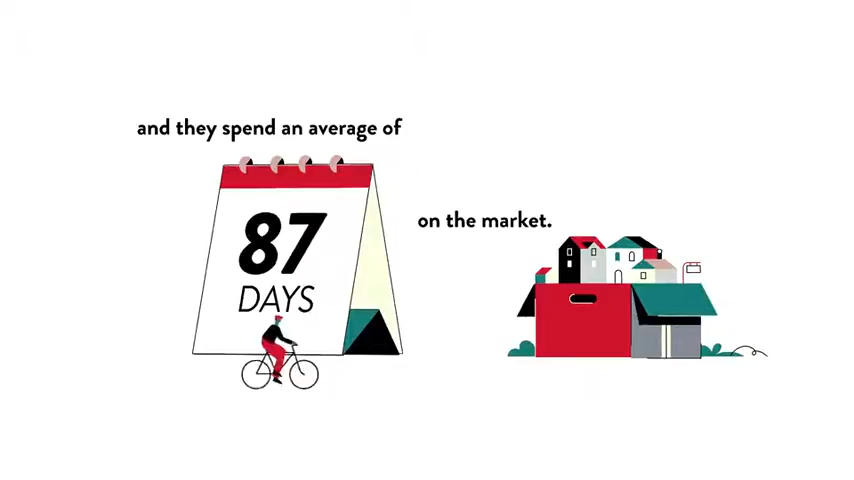 and they spend an average of
87
DAYS
on the market.